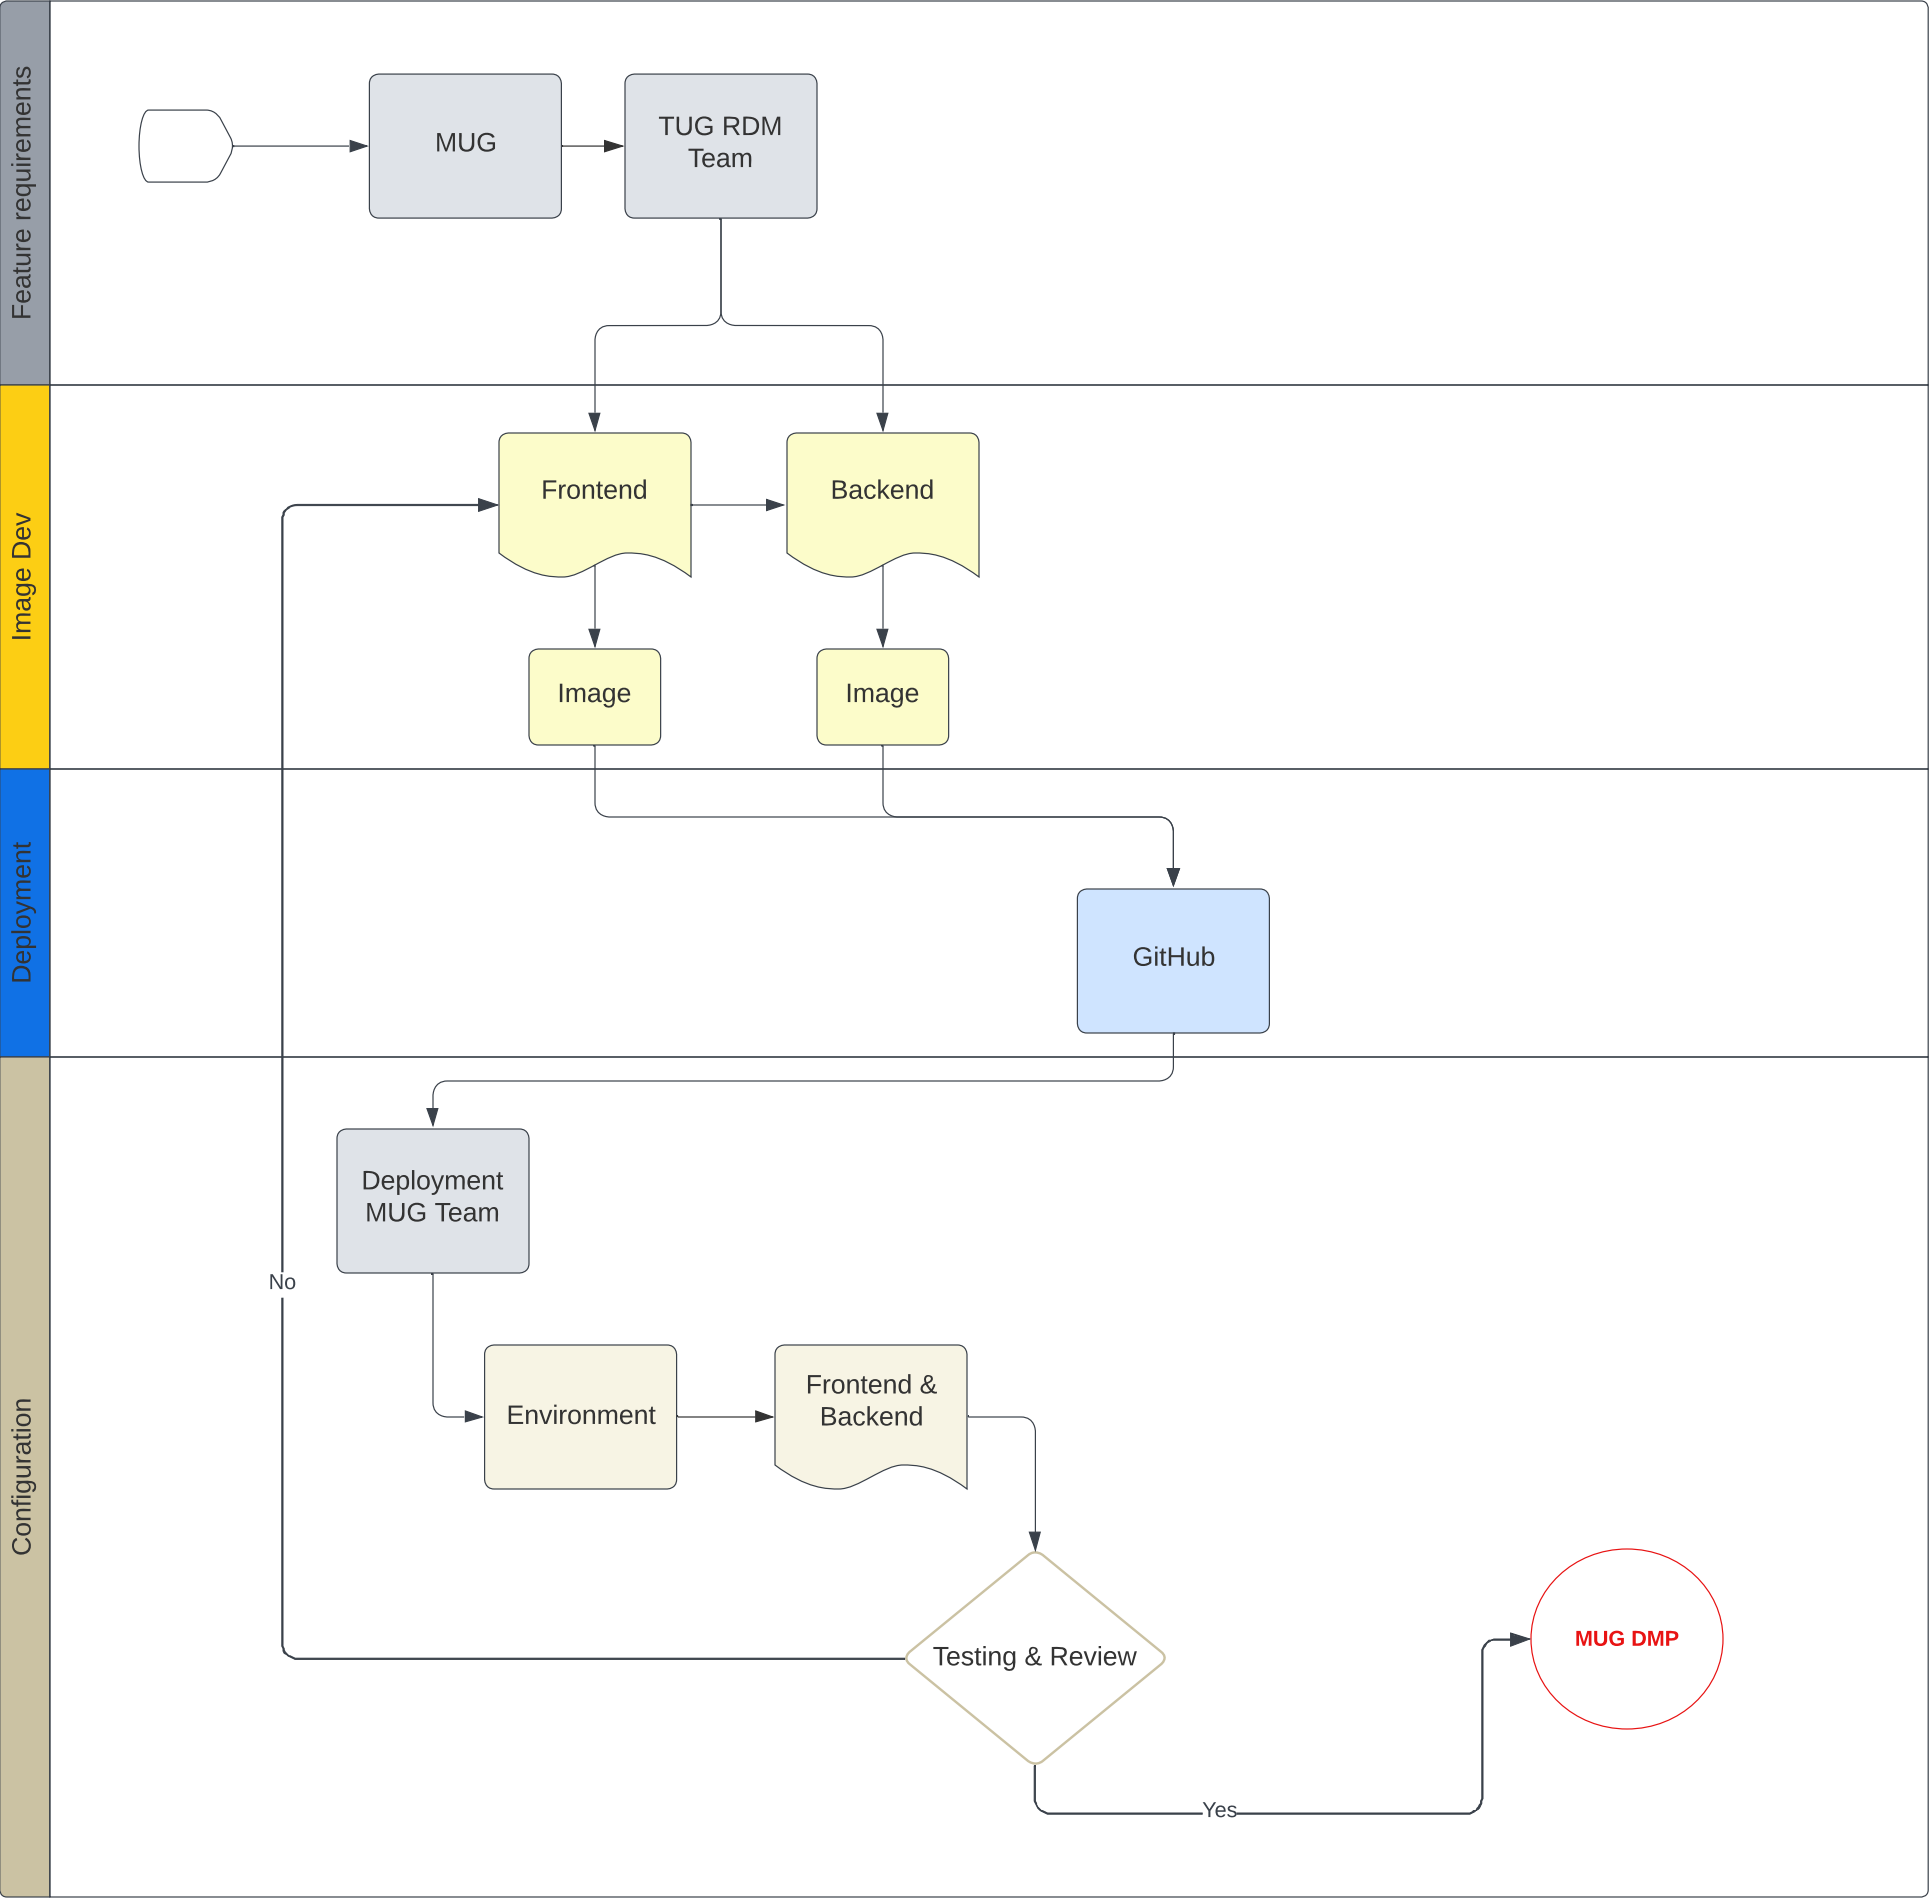 Feature requirements
MUG
TUG RDM
Team
Image Dev
Frontend
Backend
Image
Image
Deployment
GitHub
Configuration
Deployment
MUG Team
No
Environment
Frontend &
Backend
Testing & Review
MUG DMP
Yes